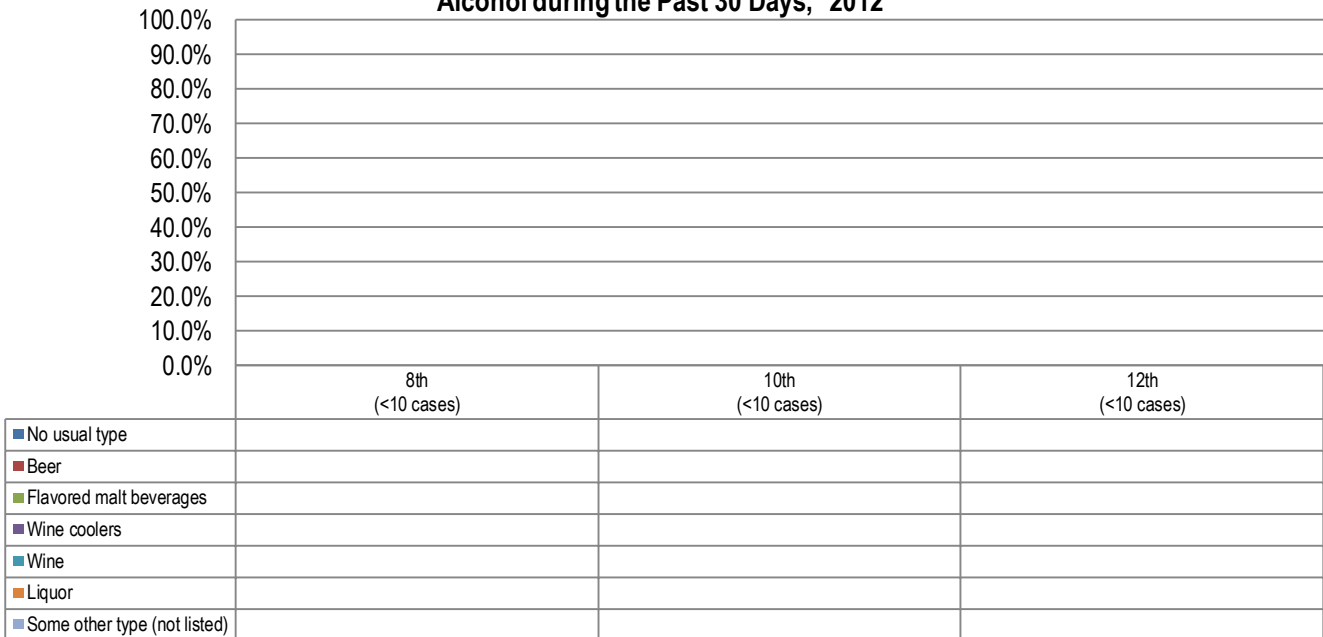 Alcohol during the Past 30 Days, 2012
100.0%
90.0%
80.0%
70.0%
60.0%
50.0%
40.0%
30.0%
20.0%
10.0%
0.0%
8th 10th 12th
(<10 cases) (<10 cases) (<10 cases)
No usual type
Beer
Flavored malt beverages
Wine coolers
Wine
Liquor
Some other type (not listed)